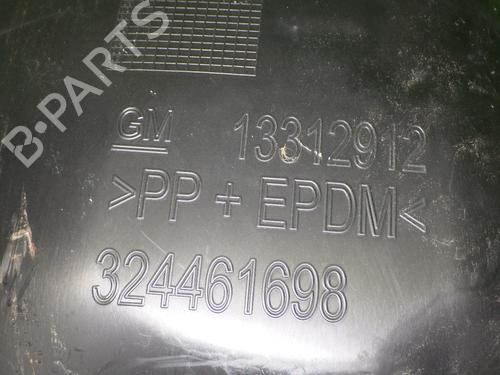 B-PARTS
GM 13312912
>PP + EPDM<
324461698